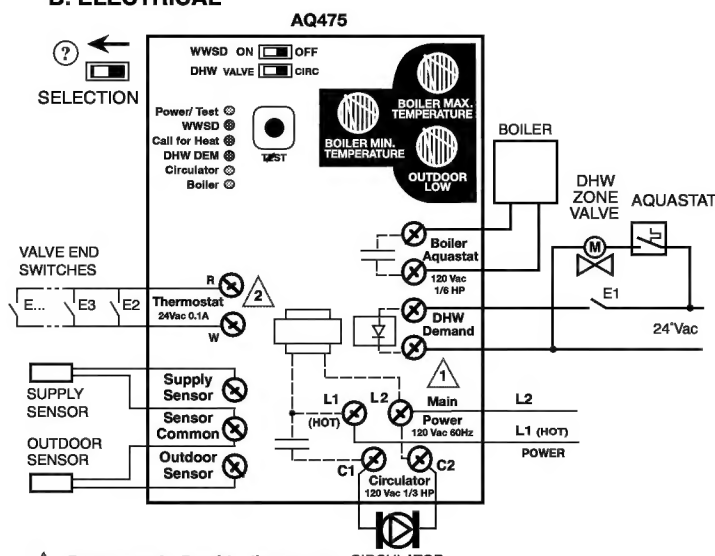 B. ELECTRICAL
AQ475
WWSD ON OFF
DHW VALVE CIRC
?
SELECTION
Power/ Test
WWSD
Call for Heat
DHW DEM
Circulator
Boiler
TEST
BOILER MAX.
TEMPERATURE
BOILER MIN.
TEMPERATURE
OUTDOOR
LOW
BOILER
DHW
ZONE
VALVE
AQUASTAT
M
VALVE END
SWITCHES
E... E3 E2
R
Thermostat
24Vac 0.1A
W
2
Boiler
Aquastat
120 Vac
1/6 HP
DHW
Demand
E1
24˚Vac
1
SUPPLY
SENSOR
Supply
Sensor
Sensor
Common
OUTDOOR
SENSOR
Outdoor
Sensor
L1
(HOT)
L2
Main
Power
120 Vac 60Hz
L2
L1 (HOT)
POWER
C1
C2
Circulator
120 Vac 1/3 HP